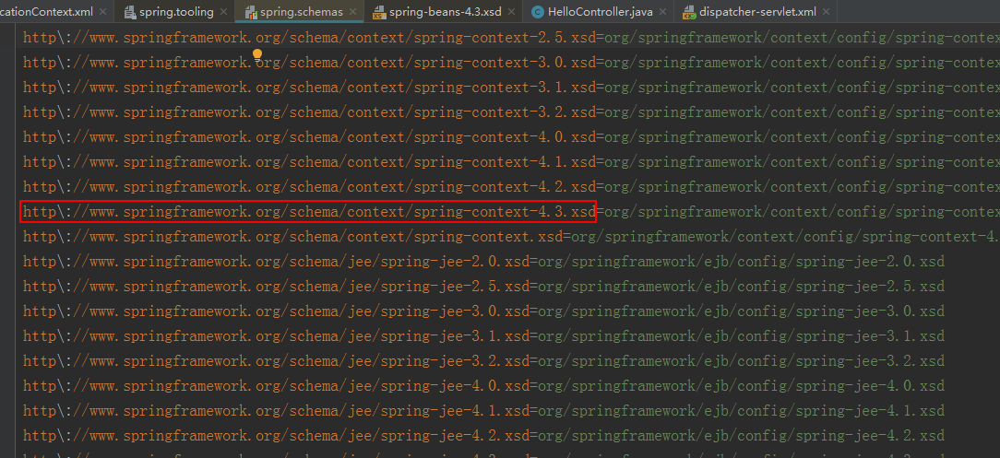 cationContext.xml spring.tooling spring.schemas spring-beans-4.3.xsd HelloController.java dispatcher-servlet.xml
http\://www.springframework.org/schema/context/spring-context-2.5.xsd=org/springframework/context/config/spring-contex
http\://www.springframework.org/schema/context/spring-context-3.0.xsd=org/springframework/context/config/spring-contex
http\://www.springframework.org/schema/context/spring-context-3.1.xsd=org/springframework/context/config/spring-contex
http\://www.springframework.org/schema/context/spring-context-3.2.xsd=org/springframework/context/config/spring-contex
http\://www.springframework.org/schema/context/spring-context-4.0.xsd=org/springframework/context/config/spring-contex
http\://www.springframework.org/schema/context/spring-context-4.1.xsd=org/springframework/context/config/spring-contex
http\://www.springframework.org/schema/context/spring-context-4.2.xsd=org/springframework/context/config/spring-contex
http\://www.springframework.org/schema/context/spring-context-4.3.xsd=org/springframework/context/config/spring-contex
http\://www.springframework.org/schema/context/spring-context.xsd=org/springframework/context/config/spring-context-4.
http\://www.springframework.org/schema/jee/spring-jee-2.0.xsd=org/springframework/ejb/config/spring-jee-2.0.xsd
http\://www.springframework.org/schema/jee/spring-jee-2.5.xsd=org/springframework/ejb/config/spring-jee-2.5.xsd
http\://www.springframework.org/schema/jee/spring-jee-3.0.xsd=org/springframework/ejb/config/spring-jee-3.0.xsd
http\://www.springframework.org/schema/jee/spring-jee-3.1.xsd=org/springframework/ejb/config/spring-jee-3.1.xsd
http\://www.springframework.org/schema/jee/spring-jee-3.2.xsd=org/springframework/ejb/config/spring-jee-3.2.xsd
http\://www.springframework.org/schema/jee/spring-jee-4.0.xsd=org/springframework/ejb/config/spring-jee-4.0.xsd
http\://www.springframework.org/schema/jee/spring-jee-4.1.xsd=org/springframework/ejb/config/spring-jee-4.1.xsd
http\://www.springframework.org/schema/jee/spring-jee-4.2.xsd=org/springframework/ejb/config/spring-jee-4.2.xsd